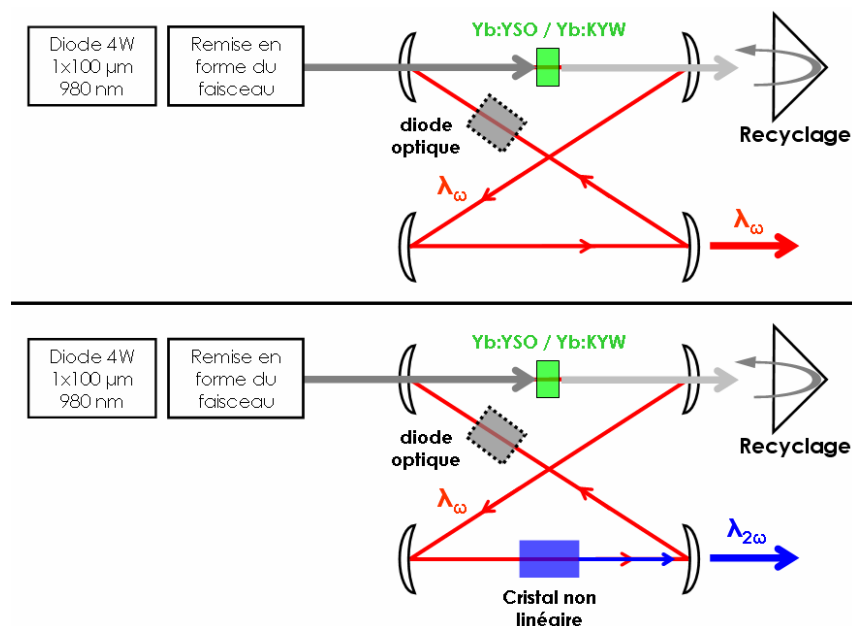 Diode 4W
1x100 µm
980 nm
Remise en
forme du
faisceau
Yb:YSO / Yb:KYW
diode
optique
Recyclage
λω
λω
Diode 4W
1x100 µm
980 nm
Remise en
forme du
faisceau
Yb:YSO / Yb:KYW
diode
optique
Recyclage
λω
λ2ω
Cristal non
linéaire